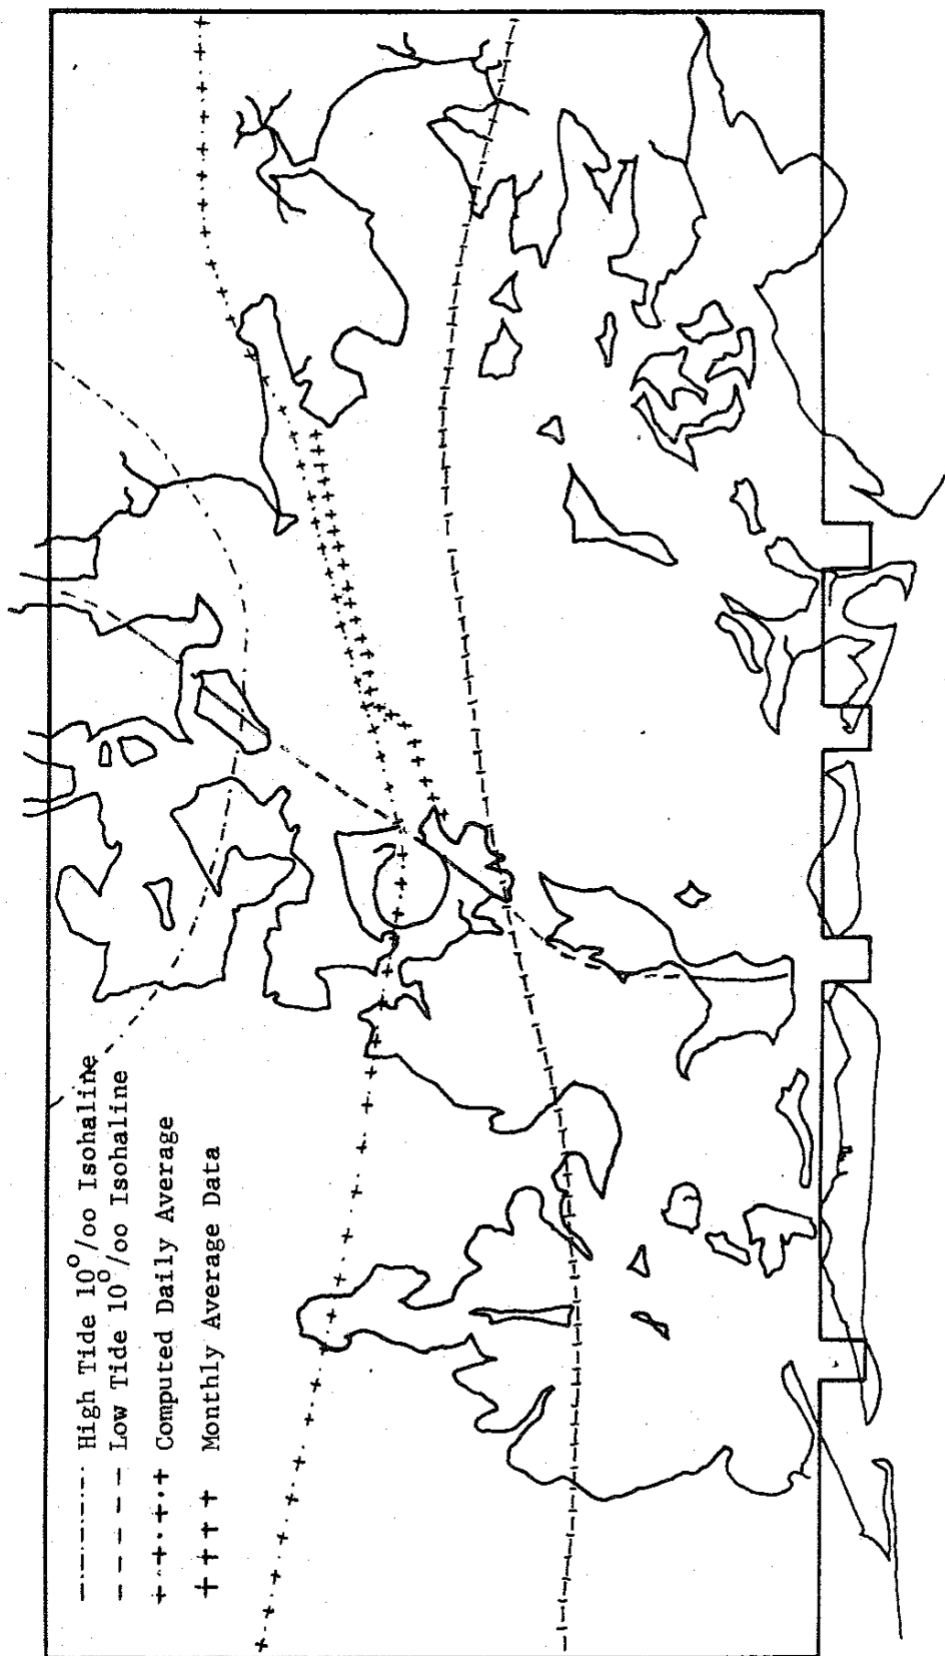 High Tide 10°/oo Isohaline
Low Tide 10°/oo Isohaline
Computed Daily Average
Monthly Average Data